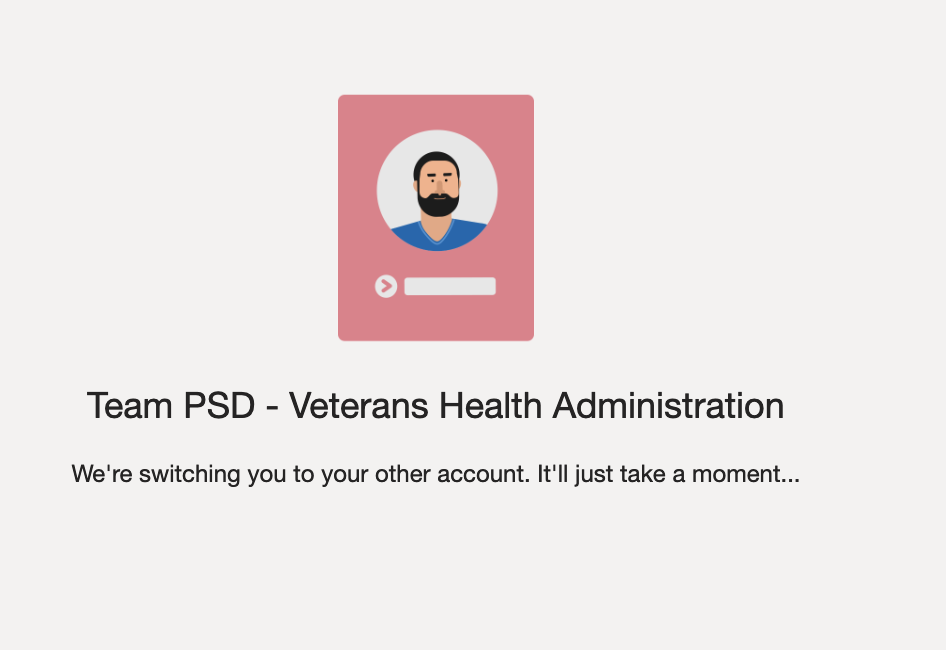 Team PSD - Veterans Health Administration
We're switching you to your other account. It'll just take a moment...